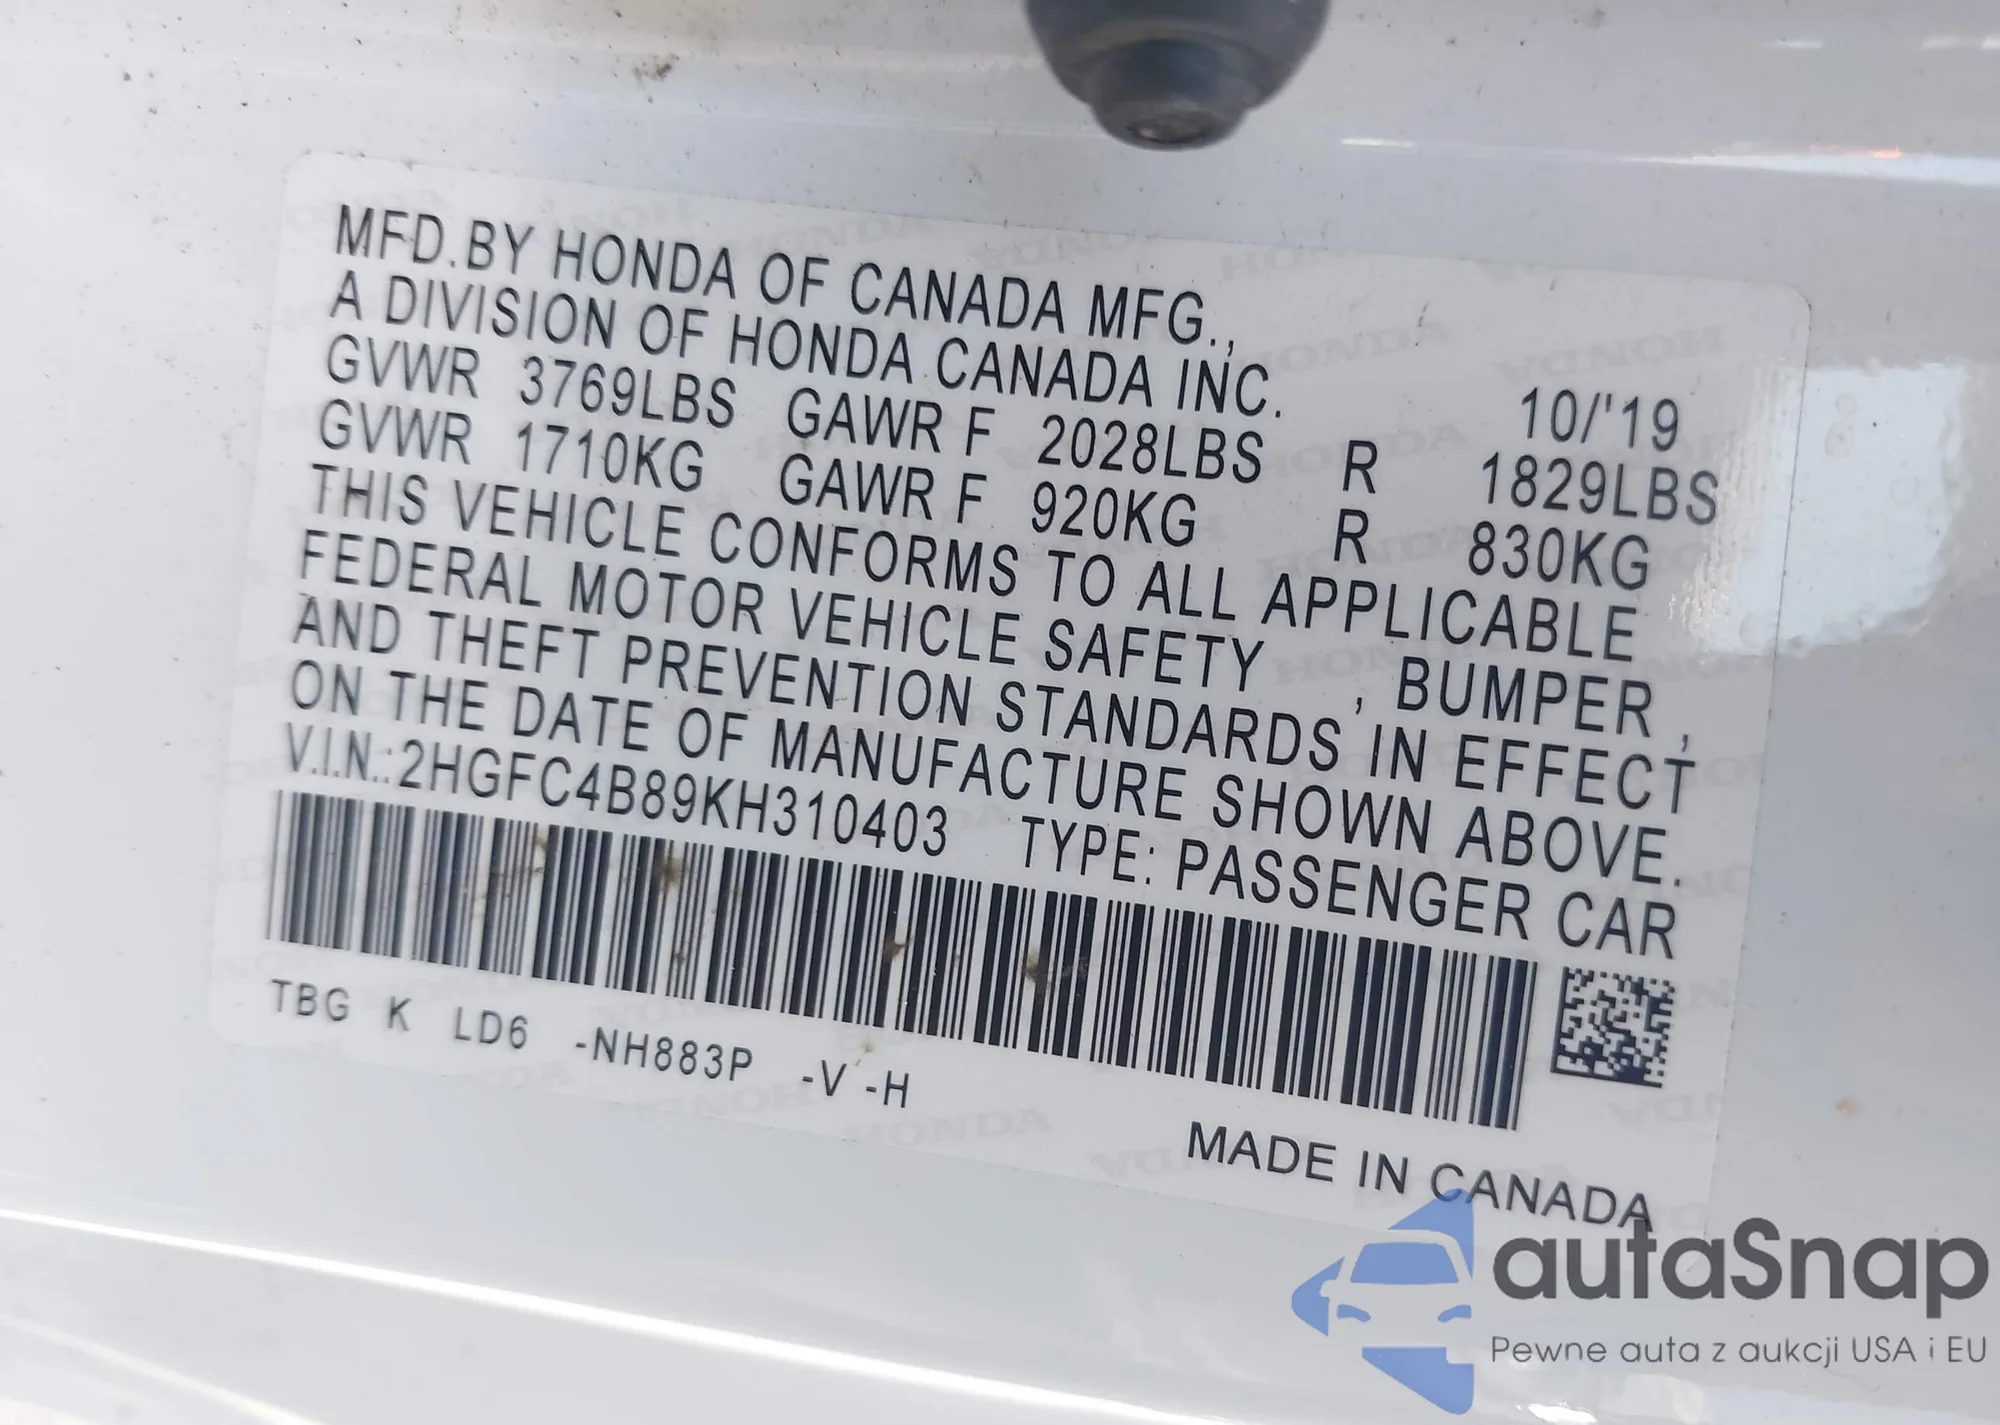 MFD.BY HONDA OF CANADA MFG.,
A DIVISION OF HONDA CANADA INC. 10/'19
GVWR 3769LBS GAWR F 2028LBS R 1829LBS
GVWR 1710KG GAWR F 920KG R 830KG
THIS VEHICLE CONFORMS TO ALL APPLICABLE
FEDERAL MOTOR VEHICLE SAFETY , BUMPER ,
AND THEFT PREVENTION STANDARDS IN EFFECT
ON THE DATE OF MANUFACTURE SHOWN ABOVE.
V.I.N.:2HGFC4B89KH310403 TYPE: PASSENGER CAR
TBG K LD6 -NH883P -V -H
MADE IN CANADA
autaSnap
Pewne auta z aukcji USA i EU